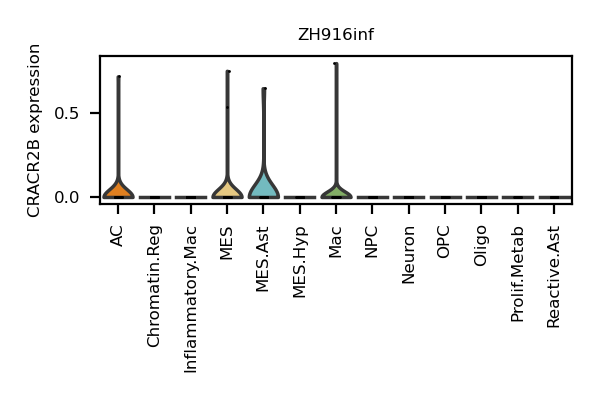 ZH916inf
CRACR2B expression
0.5
0.0
AC
Chromatin.Reg
Inflammatory.Mac
MES
MES.Ast
MES.Hyp
Mac
NPC
Neuron
OPC
Oligo
Prolif.Metab
Reactive.Ast